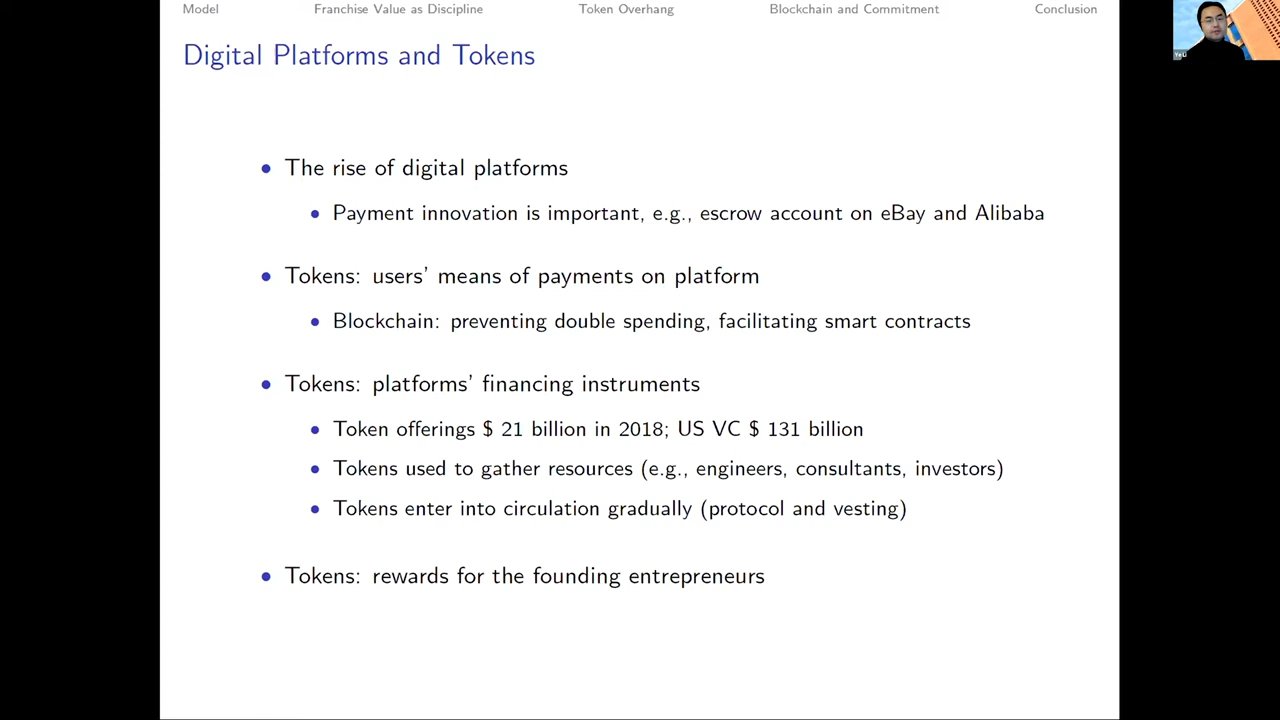 Model Franchise Value as Discipline Token Overhang Blockchain and Commitment Conclusion
Digital Platforms and Tokens
• The rise of digital platforms
• Payment innovation is important, e.g., escrow account on eBay and Alibaba
• Tokens: users' means of payments on platform
• Blockchain: preventing double spending, facilitating smart contracts
• Tokens: platforms' financing instruments
• Token offerings $ 21 billion in 2018; US VC $ 131 billion
• Tokens used to gather resources (e.g., engineers, consultants, investors)
• Tokens enter into circulation gradually (protocol and vesting)
• Tokens: rewards for the founding entrepreneurs